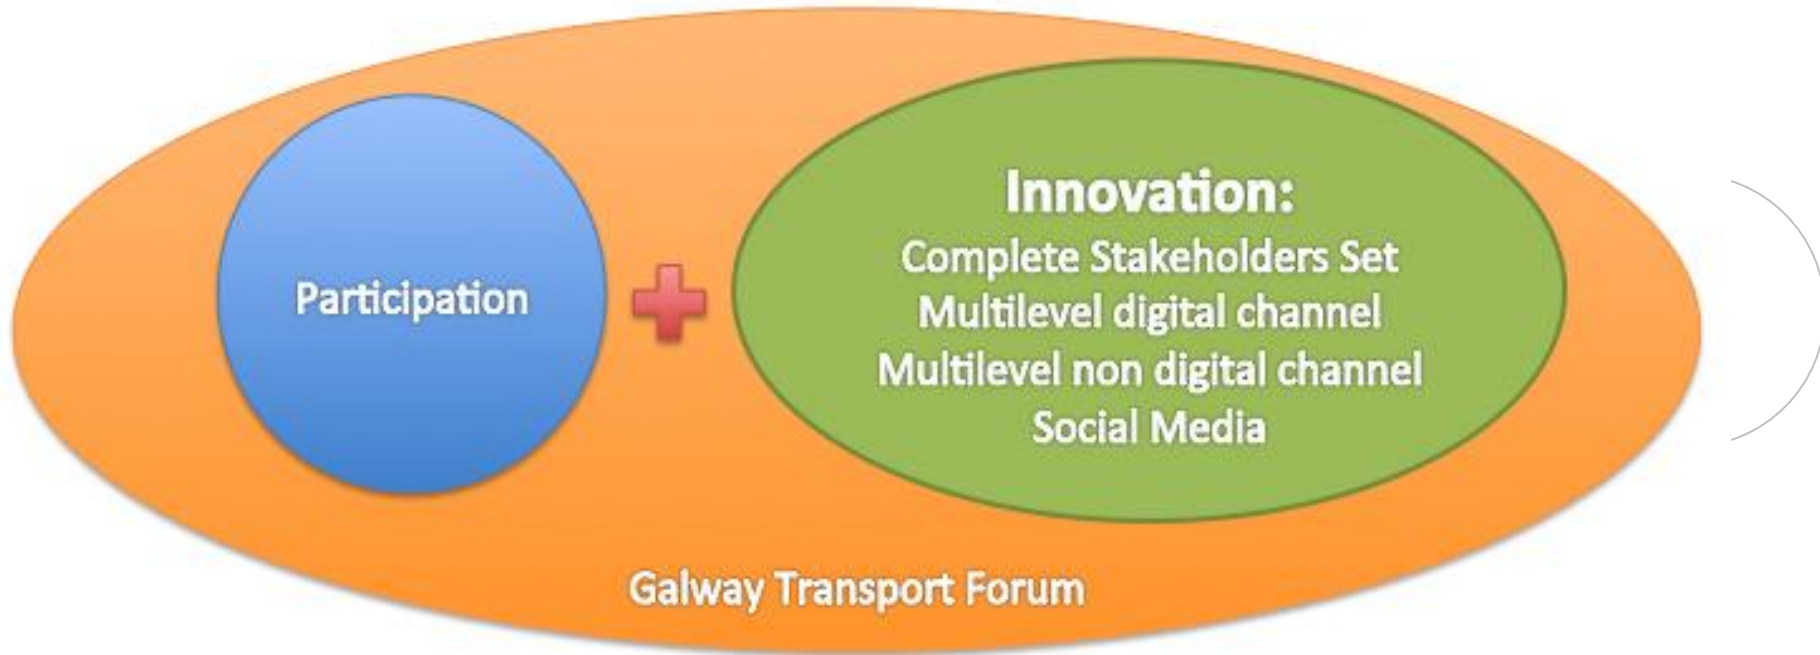 Participation
Innovation:
Complete Stakeholders Set
Multilevel digital channel
Multilevel non digital channel
Social Media
Galway Transport Forum